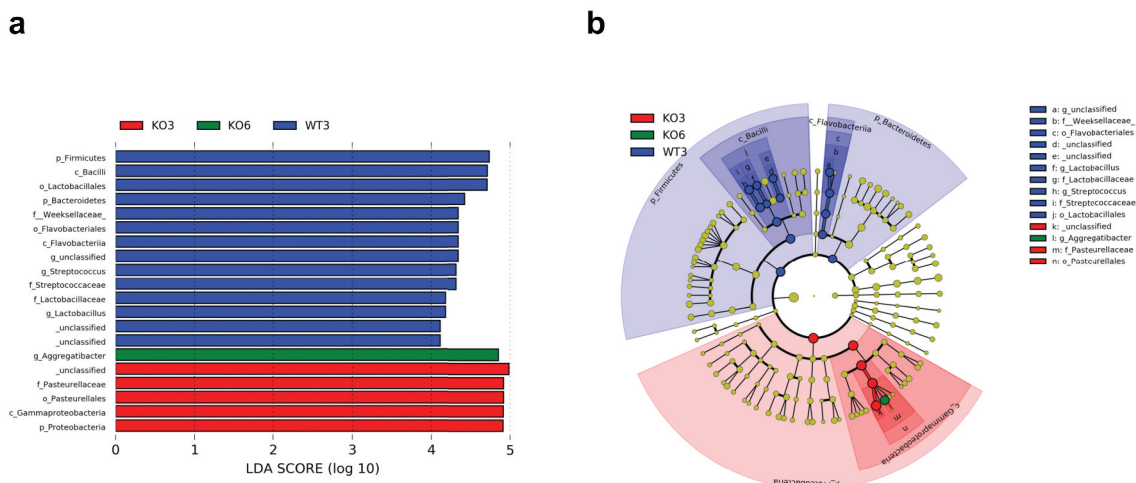 a
KO3 KO6 WT3
p_Firmicutes
c_Bacilli
o_Lactobacillales
p_Bacteroidetes
f__Weeksellaceae_
o_Flavobacteriales
c_Flavobacteriia
g_unclassified
g_Streptococcus
f_Streptococcaceae
f_Lactobacillaceae
g_Lactobacillus
_unclassified
_unclassified
g_Aggregatibacter
_unclassified
f_Pasteurellaceae
o_Pasteurellales
c_Gammaproteobacteria
p_Proteobacteria
0 1 2 3 4 5
LDA SCORE (log 10)
b
KO3
KO6
WT3
p_Firmicutes
c_Bacilli
c_Flavobacteriia
p_Bacteroidetes
j
i
e
c
b
a
m
n
c_Gammaproteobacteria
a: g_unclassified
b: f__Weeksellaceae_
c: o_Flavobacteriales
d: _unclassified
e: _unclassified
f: g_Lactobacillus
g: f_Lactobacillaceae
h: g_Streptococcus
i: f_Streptococcaceae
j: o_Lactobacillales
k: _unclassified
l: g_Aggregatibacter
m: f_Pasteurellaceae
n: o_Pasteurellales